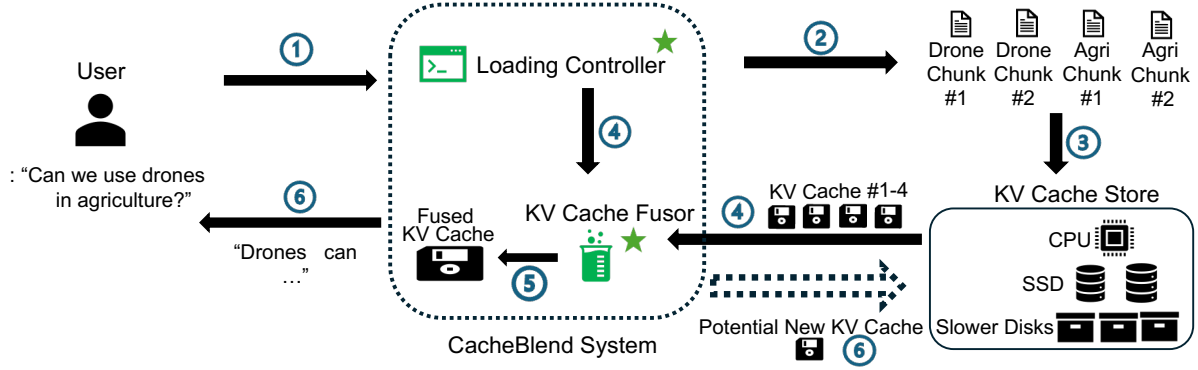 User
: “Can we use drones
in agriculture?”
①
Loading Controller
②
Drone
Chunk
#1
Drone
Chunk
#2
Agri
Chunk
#1
Agri
Chunk
#2
③
④
KV Cache Store
CPU
SSD
Slower Disks
KV Cache #1-4
④
KV Cache Fusor
⑤
Fused
KV Cache
⑥
“Drones can
…”
Potential New KV Cache
⑥
CacheBlend System